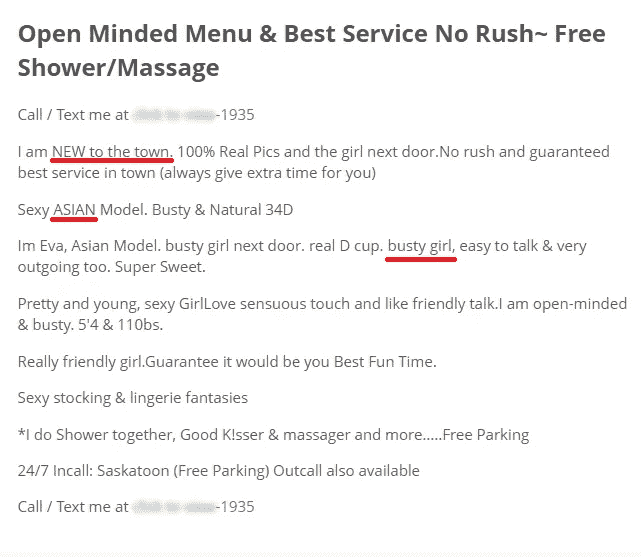 Open Minded Menu & Best Service No Rush~ Free
Shower/Massage
Call / Text me at -1935
I am NEW to the town. 100% Real Pics and the girl next door.No rush and guaranteed
best service in town (always give extra time for you)
Sexy ASIAN Model. Busty & Natural 34D
Im Eva, Asian Model. busty girl next door. real D cup. busty girl, easy to talk & very
outgoing too. Super Sweet.
Pretty and young, sexy GirlLove sensuous touch and like friendly talk.I am open-minded
& busty. 5'4 & 110bs.
Really friendly girl.Guarantee it would be you Best Fun Time.
Sexy stocking & lingerie fantasies
*I do Shower together, Good K!sser & massager and more.....Free Parking
24/7 Incall: Saskatoon (Free Parking) Outcall also available
Call / Text me at -1935